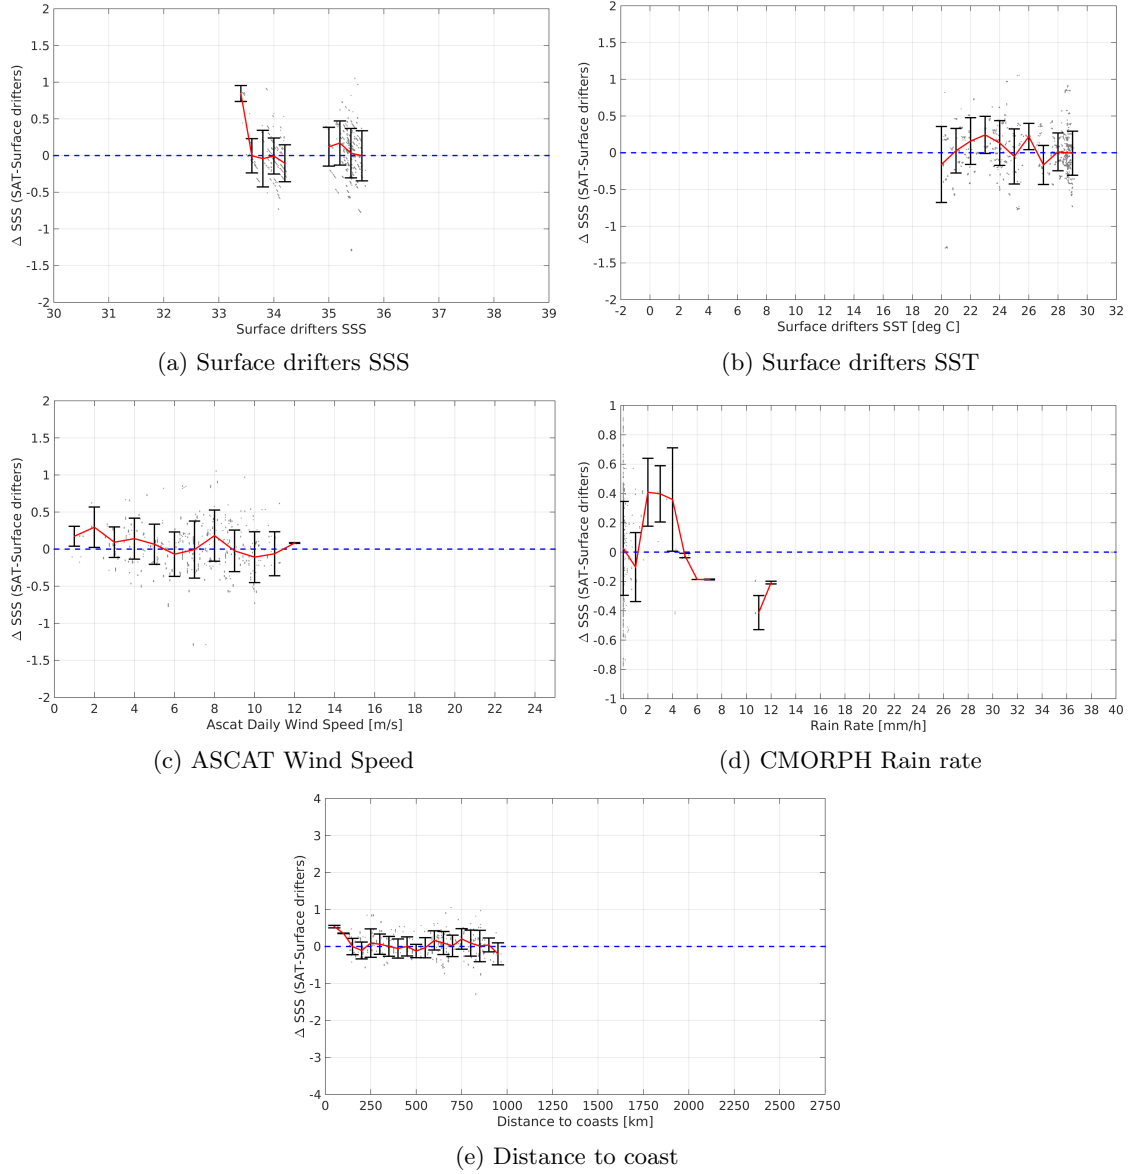 2
1.5
1
0.5
0
-0.5
-1
-1.5
-2
30 31 32 33 34 35 36 37 38 39
Surface drifters SSS
Δ SSS (SAT-Surface drifters)
(a) Surface drifters SSS
2
1.5
1
0.5
0
-0.5
-1
-1.5
-2
-2 0 2 4 6 8 10 12 14 16 18 20 22 24 26 28 30 32
Surface drifters SST [deg C]
Δ SSS (SAT-Surface drifters)
(b) Surface drifters SST
2
1.5
1
0.5
0
-0.5
-1
-1.5
-2
0 2 4 6 8 10 12 14 16 18 20 22 24
Ascat Daily Wind Speed [m/s]
Δ SSS (SAT-Surface drifters)
(c) ASCAT Wind Speed
1
0.8
0.6
0.4
0.2
0
-0.2
-0.4
-0.6
-0.8
-1
0 2 4 6 8 10 12 14 16 18 20 22 24 26 28 30 32 34 36 38 40
Rain Rate [mm/h]
Δ SSS (SAT-Surface drifters)
(d) CMORPH Rain rate
4
3
2
1
0
-1
-2
-3
-4
0 250 500 750 1000 1250 1500 1750 2000 2250 2500 2750
Distance to coasts [km]
Δ SSS (SAT-Surface drifters)
(e) Distance to coast